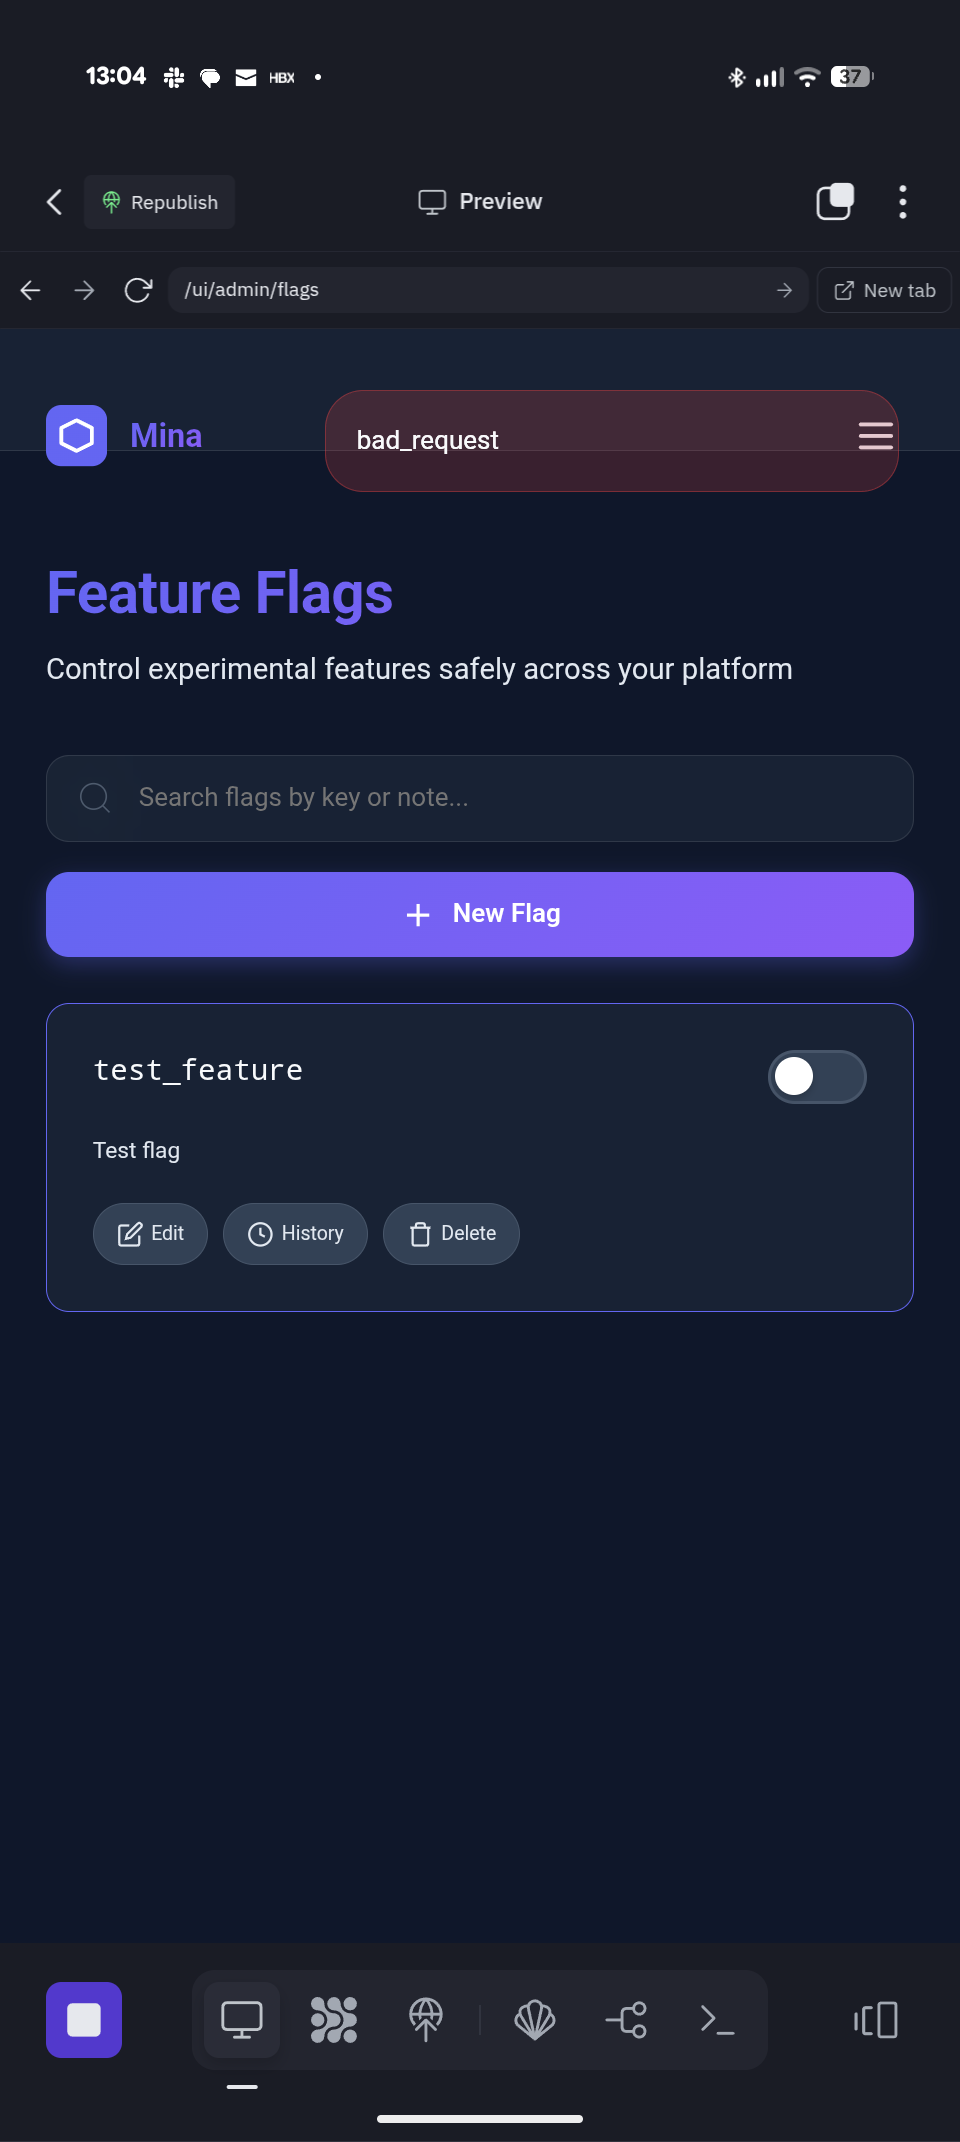 13:04
HBX
37
Republish
Preview
/ui/admin/flags
New tab
Mina
bad_request
Feature Flags
Control experimental features safely across your platform
Search flags by key or note...
New Flag
test_feature
Test flag
Edit
History
Delete